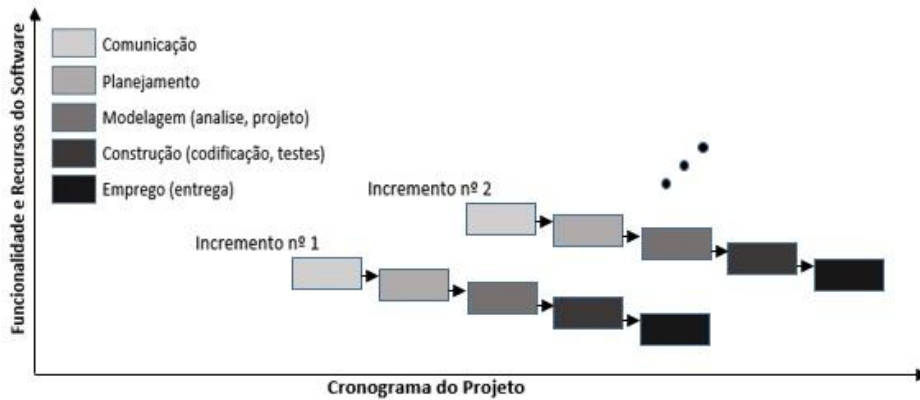 Funcionalidade e Recursos do Software
Comunicação
Planejamento
Modelagem (analise, projeto)
Construção (codificação, testes)
Emprego (entrega)
Incremento nº 2
Incremento nº 1
Cronograma do Projeto